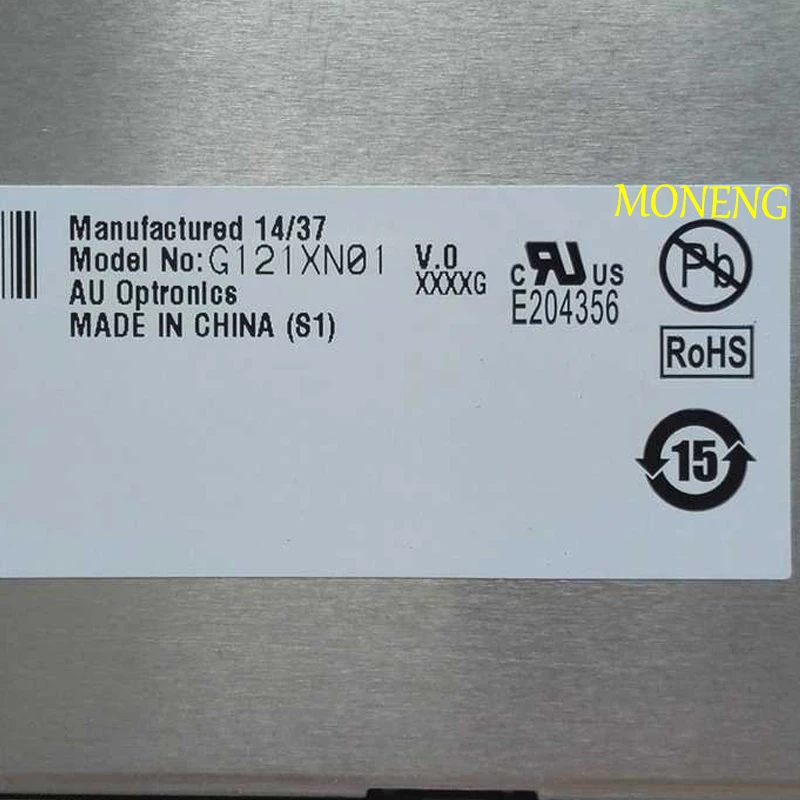 MONENG
Manufactured 14/37
Model No:G121XN01 V.0
XXXXG
AU Optronics
MADE IN CHINA (S1)
c RU US
E204356
Pb
RoHS
15